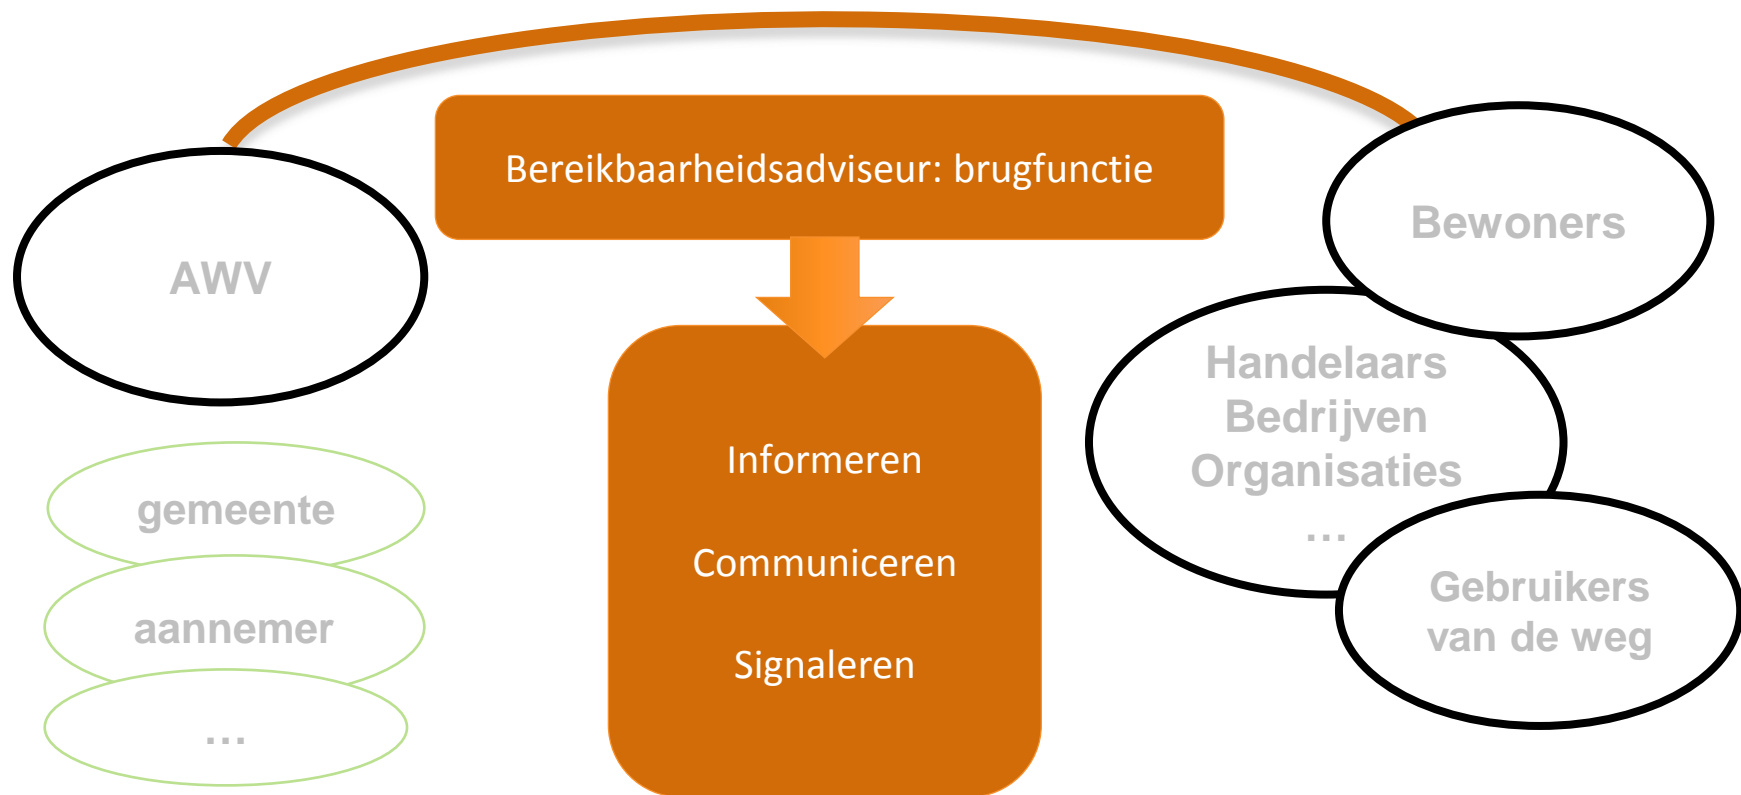 Bereikbaarheidsadviseur: brugfunctie
AWV
gemeente
aannemer
…
Informeren
Communiceren
Signaleren
Bewoners
Handelaars
Bedrijven
Organisaties
…
Gebruikers
van de weg